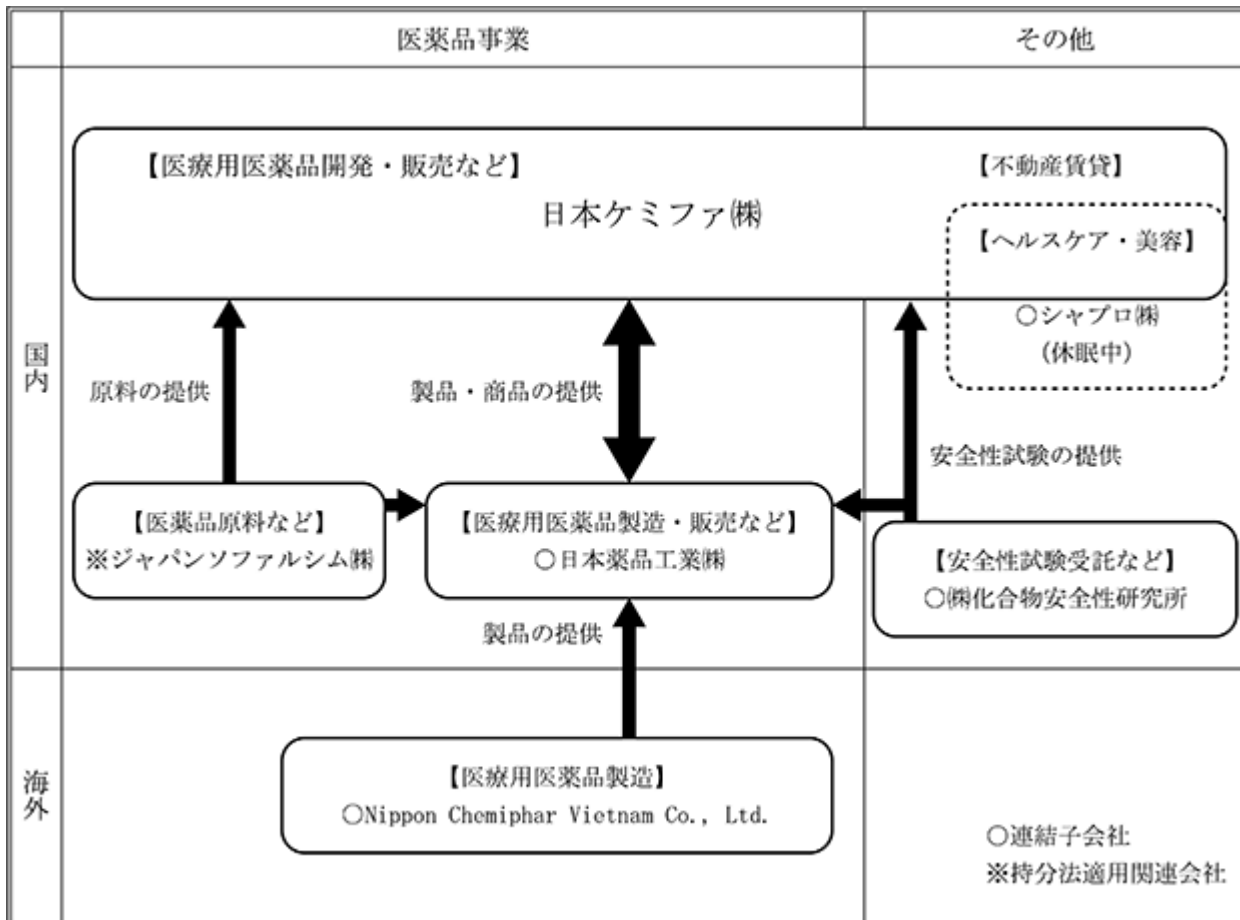 医薬品事業
その他
国内
【医療用医薬品開発・販売など】
【不動産賃貸】
日本ケミファ㈱
【ヘルスケア・美容】
○シャプロ㈱
(休眠中)
原料の提供
製品・商品の提供
安全性試験の提供
【医薬品原料など】
※ジャパンソファルシム㈱
【医療用医薬品製造・販売など】
○日本薬品工業㈱
【安全性試験受託など】
○㈱化合物安全性研究所
製品の提供
海外
【医療用医薬品製造】
○Nippon Chemiphar Vietnam Co., Ltd.
○連結子会社
※持分法適用関連会社